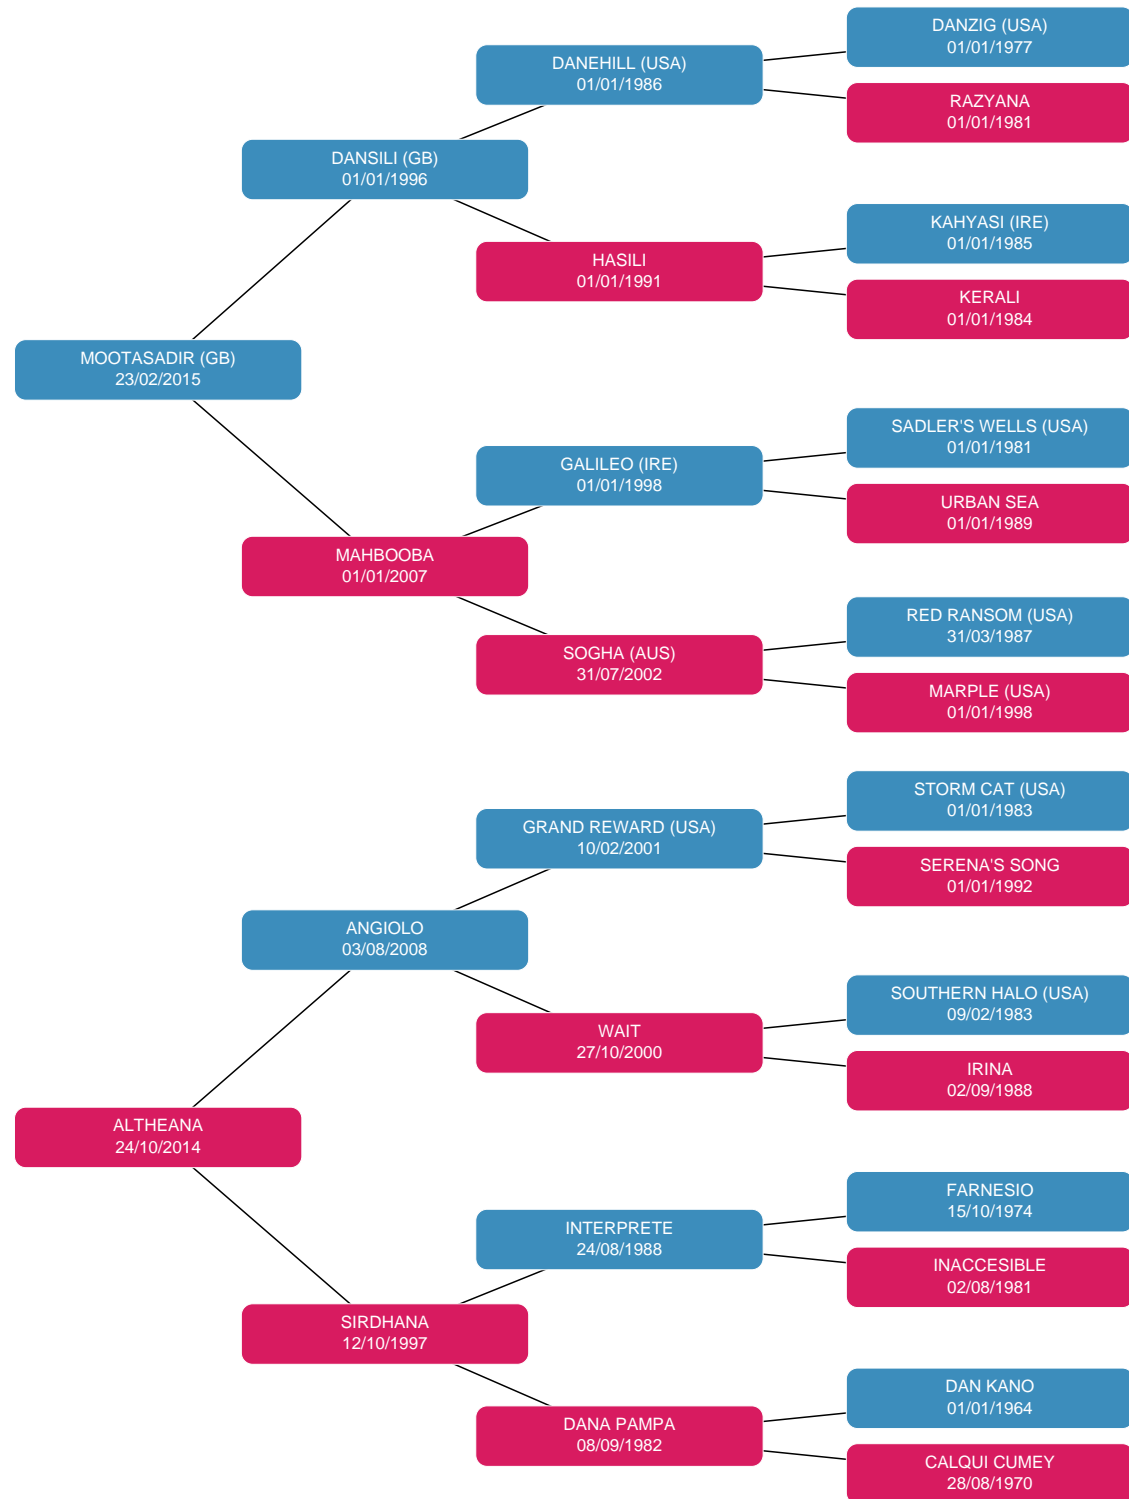 DANZIG (USA)
01/01/1977
DANEHILL (USA)
01/01/1986
RAZYANA
01/01/1981
DANSILI (GB)
01/01/1996
KAHYASI (IRE)
01/01/1985
HASILI
01/01/1991
KERALI
01/01/1984
MOOTASADIR (GB)
23/02/2015
SADLER'S WELLS (USA)
01/01/1981
GALILEO (IRE)
01/01/1998
URBAN SEA
01/01/1989
MAHBOOBA
01/01/2007
RED RANSOM (USA)
31/03/1987
SOGHA (AUS)
31/07/2002
MARPLE (USA)
01/01/1998
STORM CAT (USA)
01/01/1983
GRAND REWARD (USA)
10/02/2001
SERENA'S SONG
01/01/1992
ANGIOLO
03/08/2008
SOUTHERN HALO (USA)
09/02/1983
WAIT
27/10/2000
IRINA
02/09/1988
ALTHEANA
24/10/2014
FARNESIO
15/10/1974
INTERPRETE
24/08/1988
INACCESIBLE
02/08/1981
SIRDHANA
12/10/1997
DAN KANO
01/01/1964
DANA PAMPA
08/09/1982
CALQUI CUMEY
28/08/1970